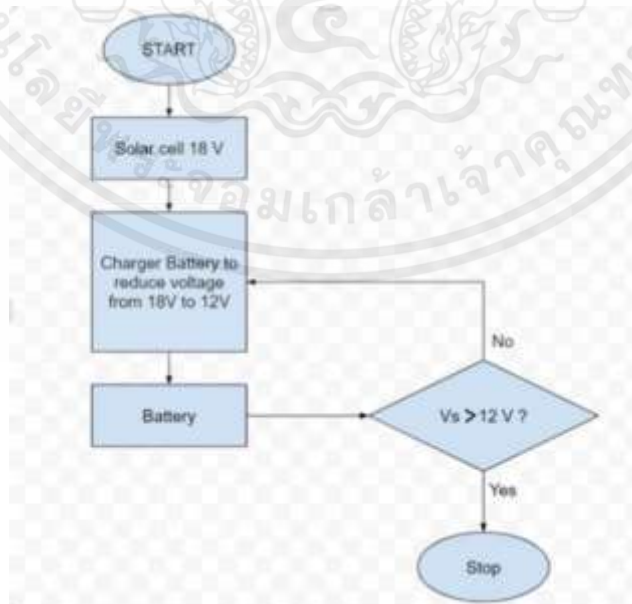 START
Solar cell 18 V
Charger Battery to
reduce voltage
from 18V to 12V
Battery
Vs > 12 V ?
No
Yes
Stop